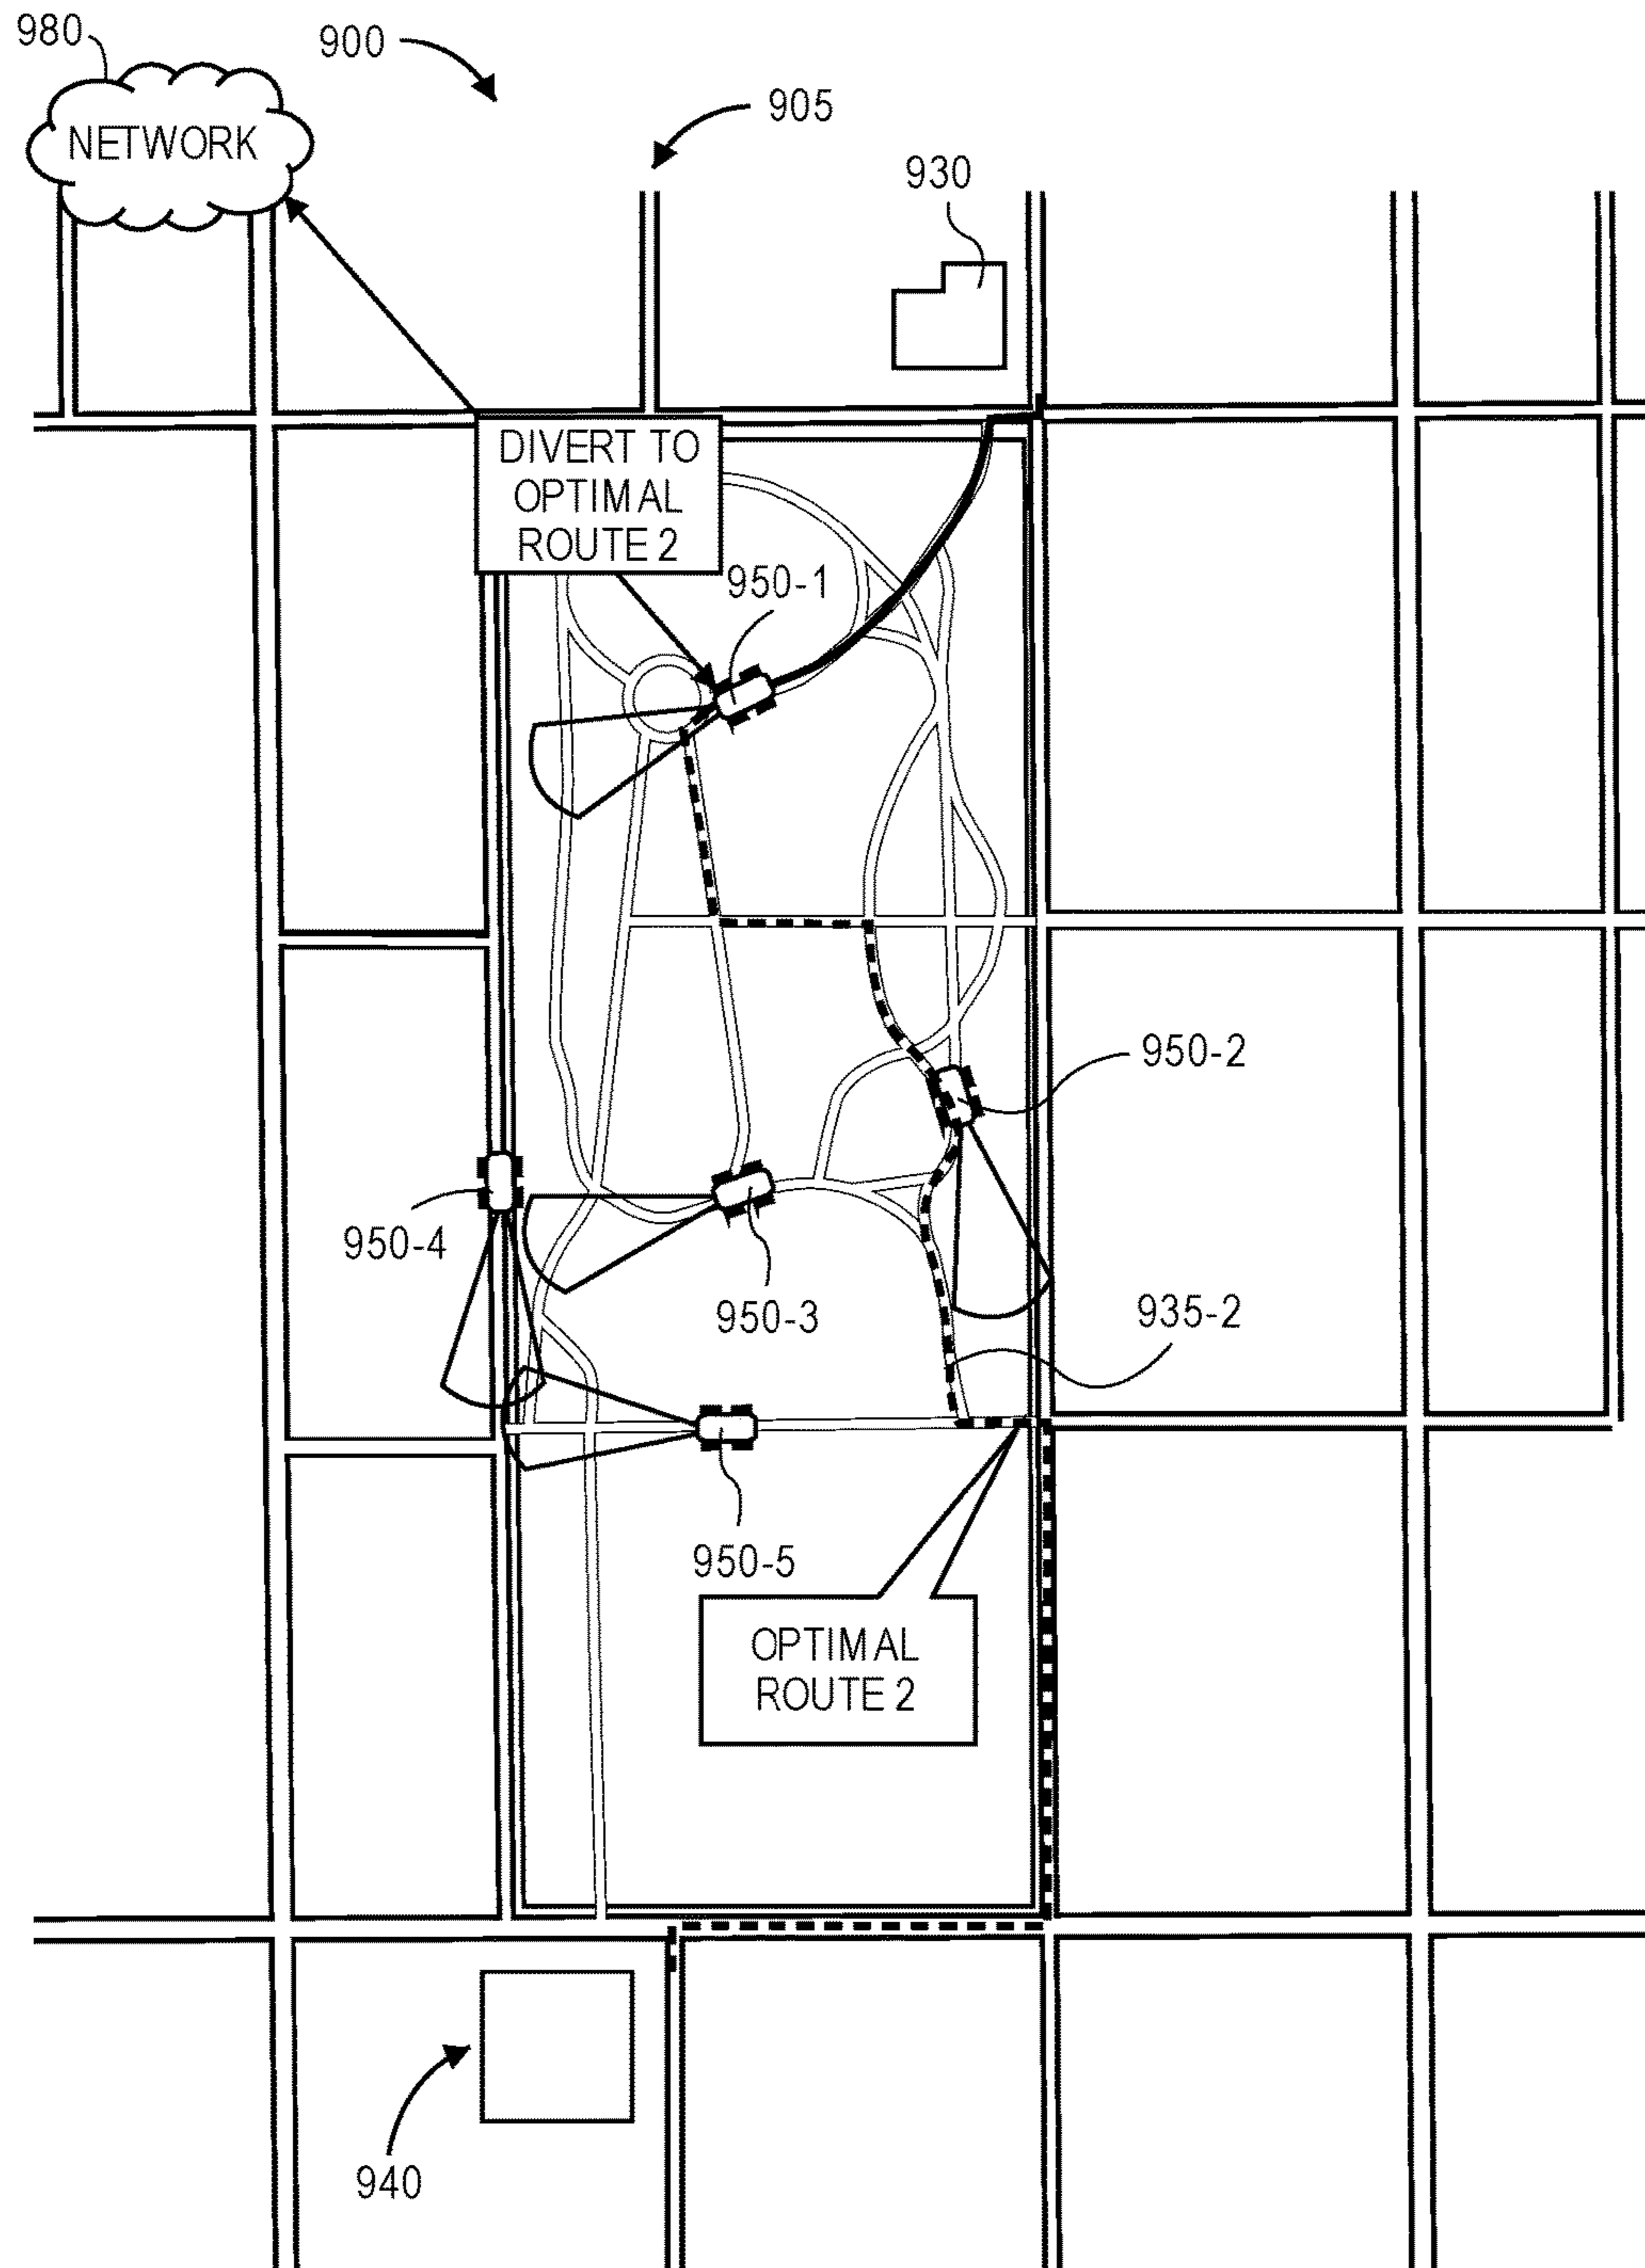 980
900
905
NETWORK
930
DIVERT TO
OPTIMAL
ROUTE 2
950-1
950-2
950-4
950-3
935-2
950-5
OPTIMAL
ROUTE 2
940